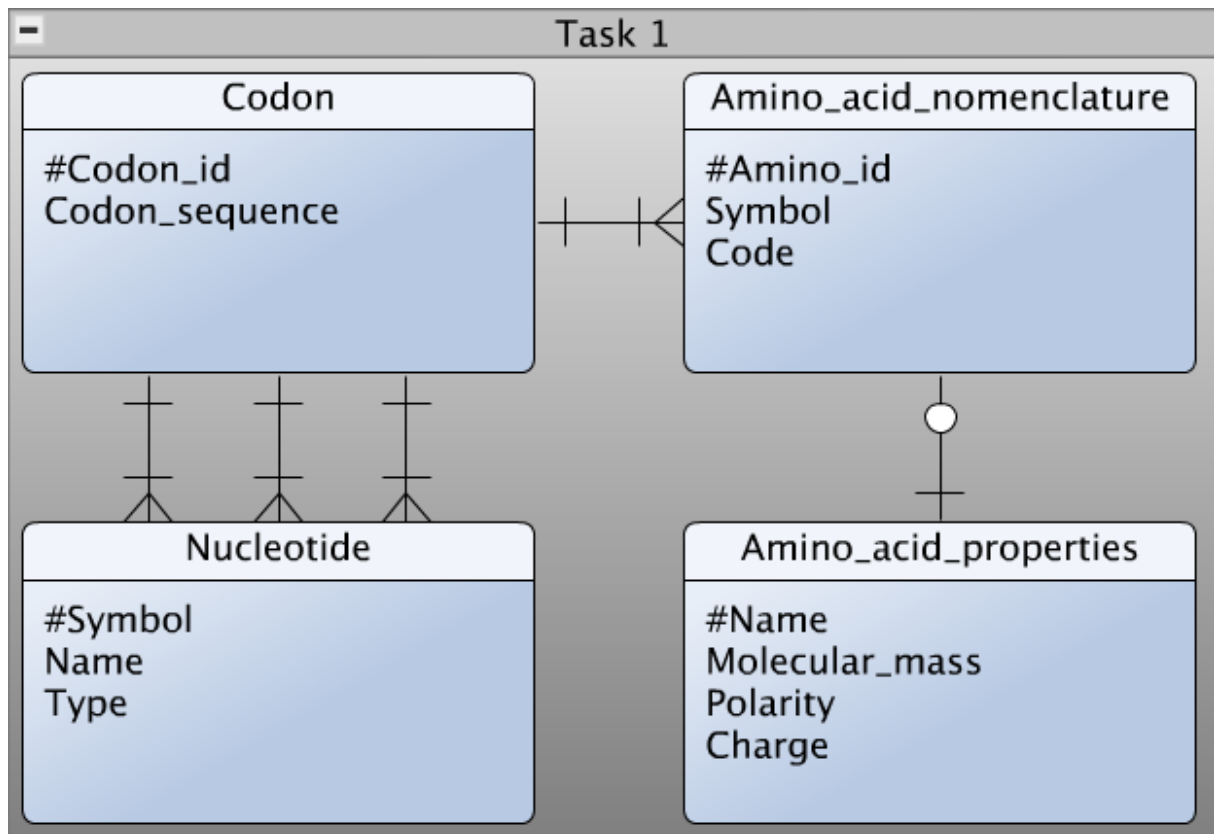 Task 1
Codon
#Codon_id
Codon_sequence
Amino_acid_nomenclature
#Amino_id
Symbol
Code
Nucleotide
#Symbol
Name
Type
Amino_acid_properties
#Name
Molecular_mass
Polarity
Charge